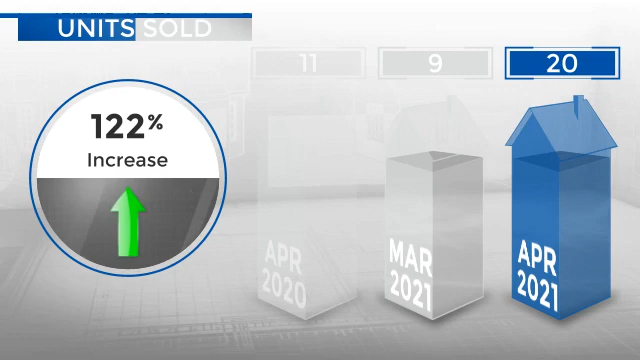 UNITS SOLD
11
9
20
122%
Increase
APR
2020
MAR
2021
APR
2021